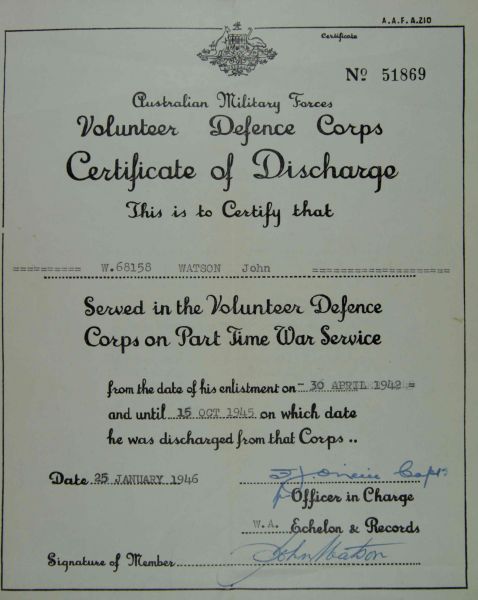 A.A.F. A.210
Certificate
Nº 51869
Australian Military Forces
Volunteer Defence Corps
Certificate of Discharge
This is to Certify that
W.68158 WATSON John
Served in the Volunteer Defence
Corps on Part Time War Service
from the date of his enlistment on 30 APRIL 1942
and until 15 OCT 1945 on which date
he was discharged from that Corps ..
Date 25 JANUARY 1946
Officer in Charge
W.A. Echelon & Records
Signature of Member John Watson